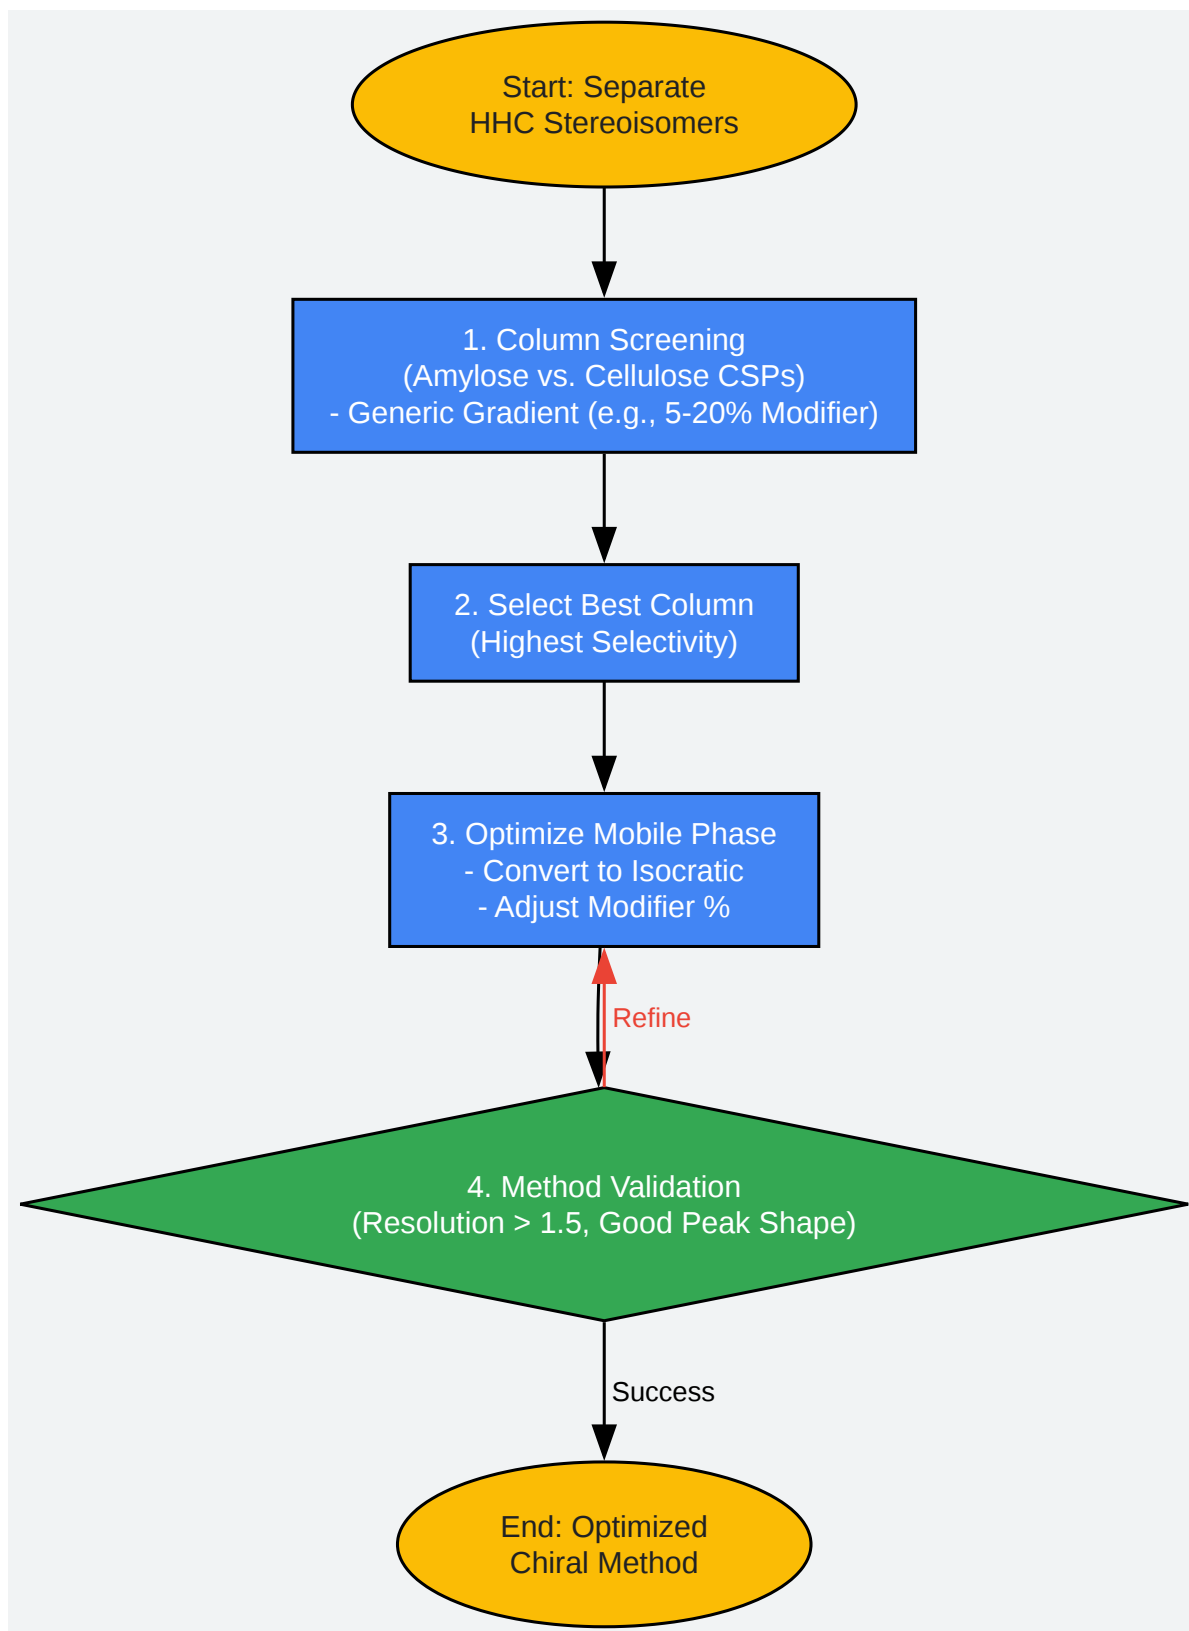 Start: Separate
HHC Stereoisomers
1. Column Screening
(Amylose vs. Cellulose CSPs)
- Generic Gradient (e.g., 5-20% Modifier)
2. Select Best Column
(Highest Selectivity)
3. Optimize Mobile Phase
- Convert to Isocratic
- Adjust Modifier %
Refine
4. Method Validation
(Resolution > 1.5, Good Peak Shape)
Success
End: Optimized
Chiral Method